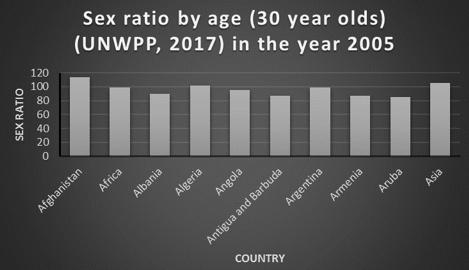 Sex ratio by age (30 year olds)
(UNWPP, 2017) in the year 2005
SEX RATIO
120
100
80
60
40
20
0
Afghanistan
Africa
Albania
Algeria
Angola
Antigua and Barbuda
Argentina
Armenia
Aruba
Asia
COUNTRY